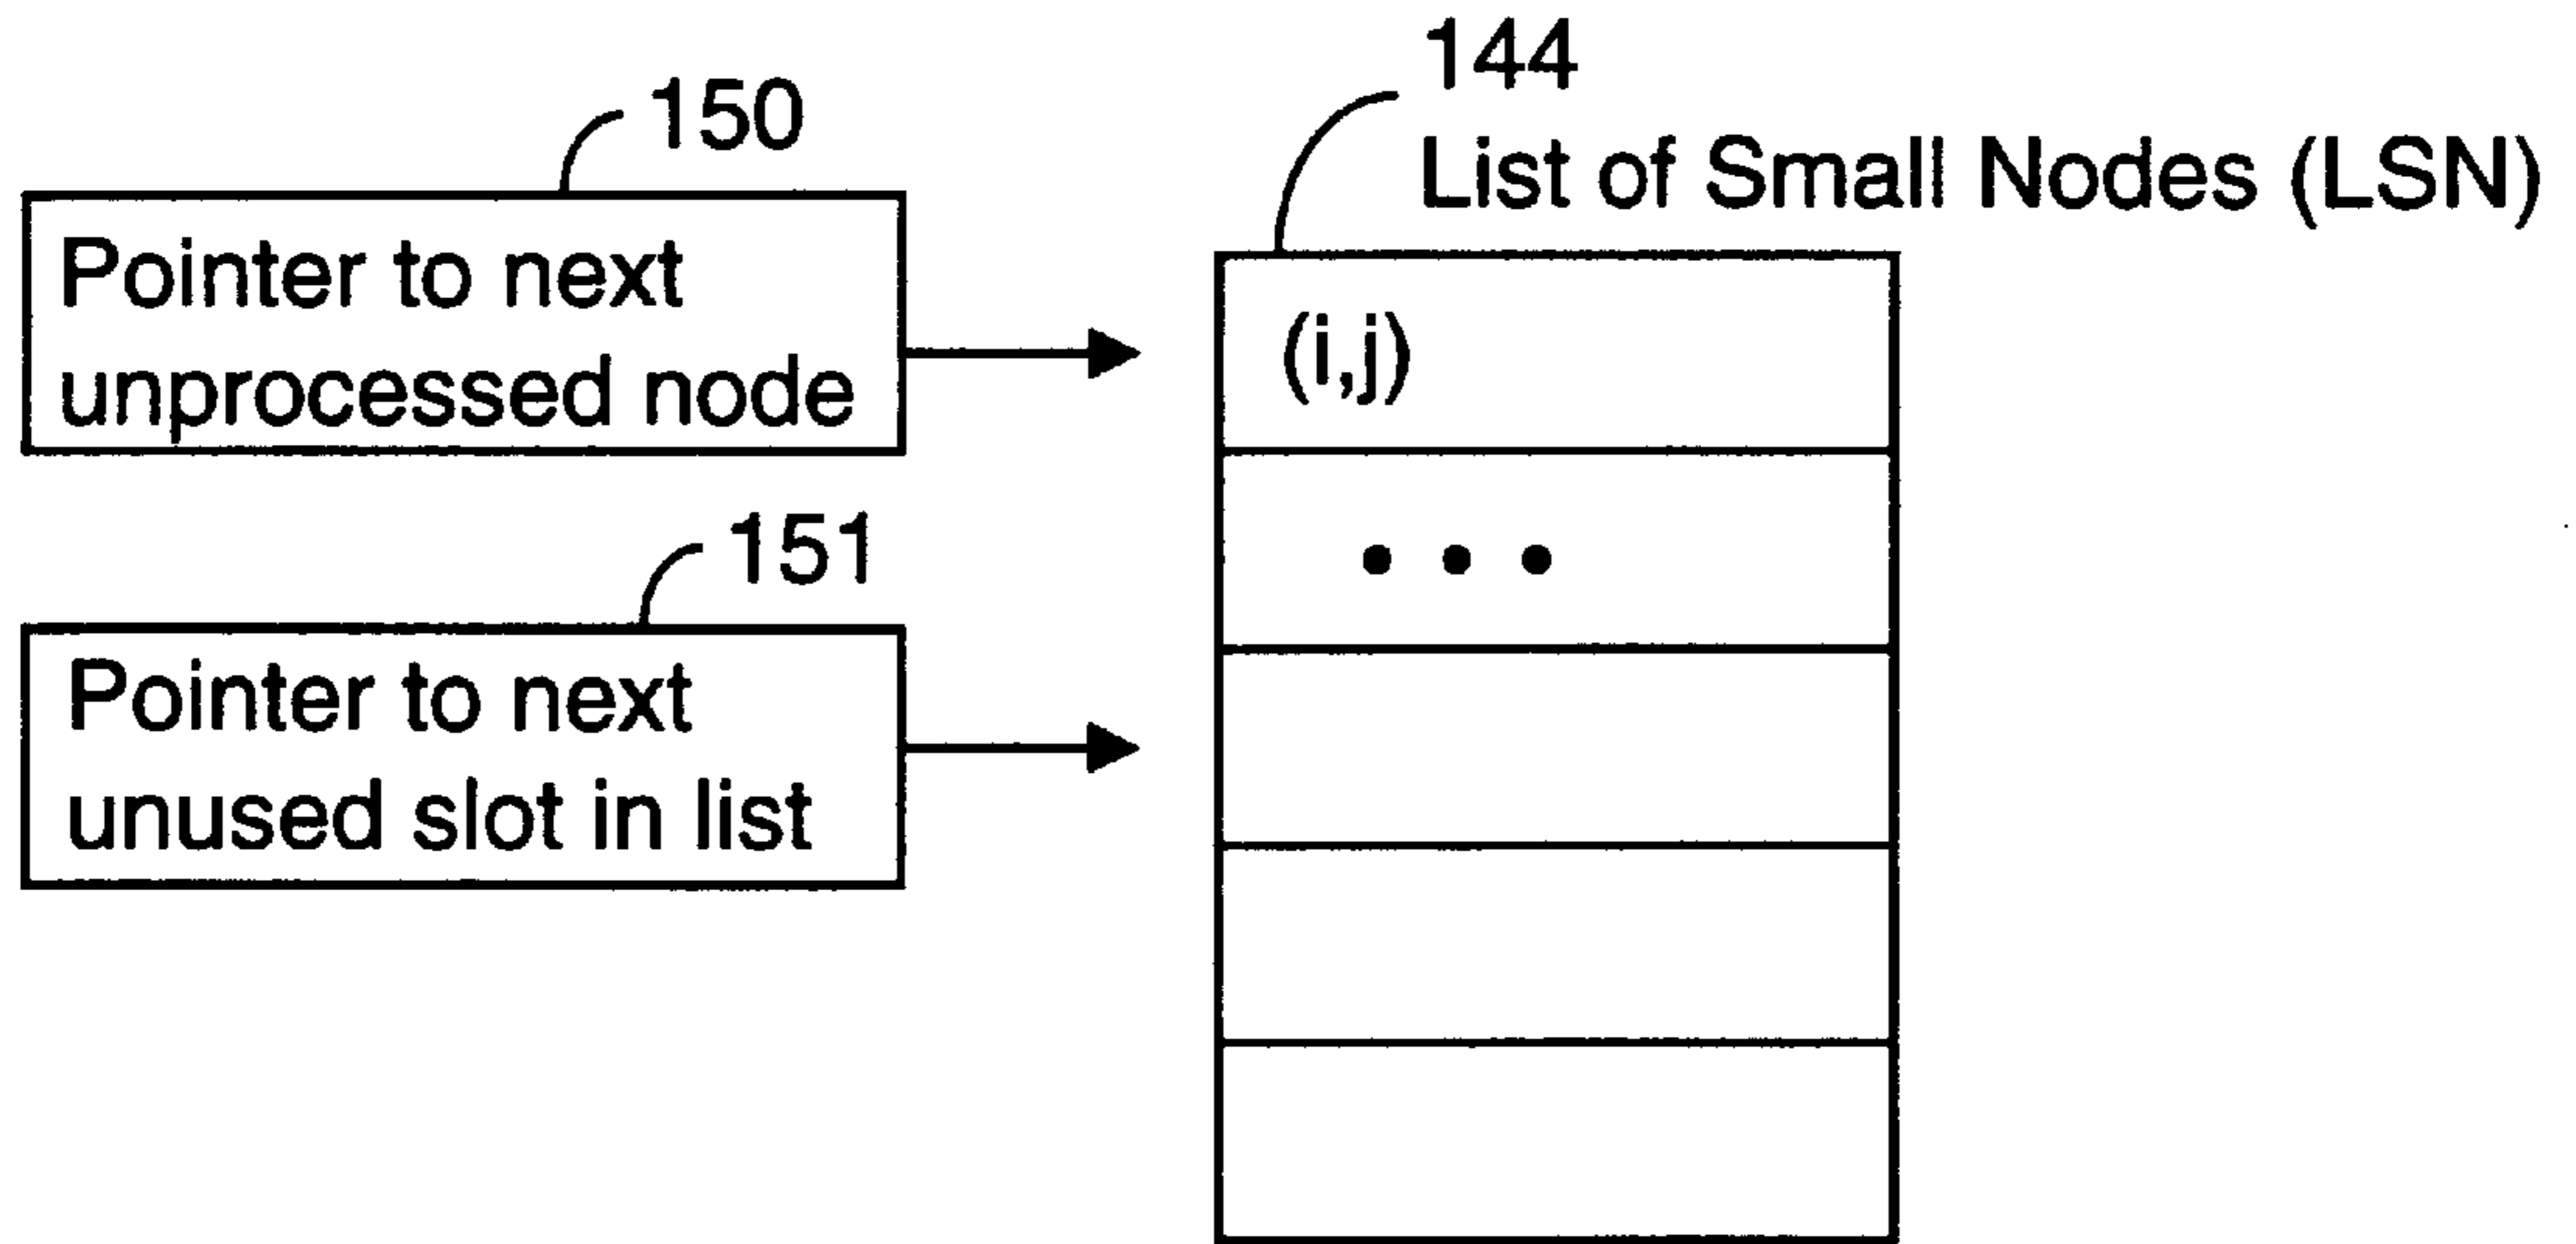 150
Pointer to next
unprocessed node
151
Pointer to next
unused slot in list
144
List of Small Nodes (LSN)
(i,j)
• • •